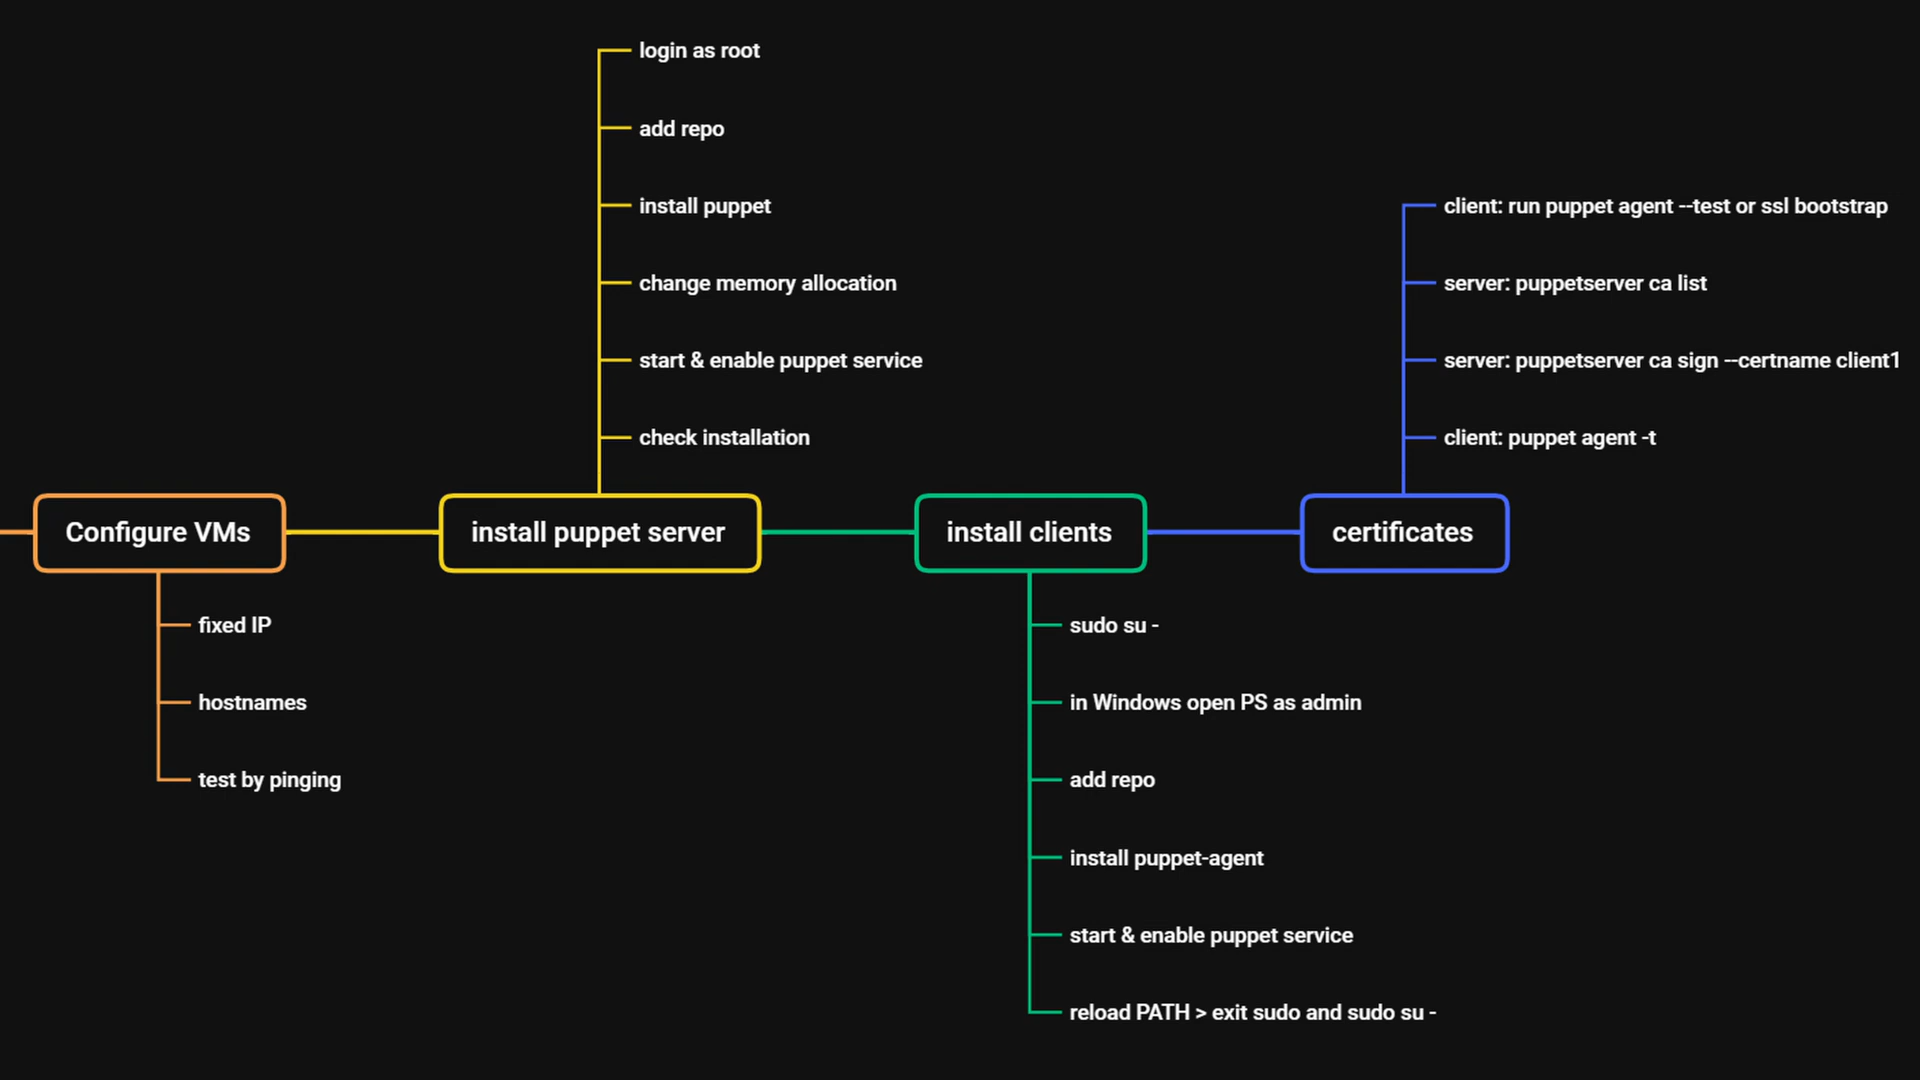 login as root
add repo
install puppet
change memory allocation
start & enable puppet service
check installation
client: run puppet agent --test or ssl bootstrap
server: puppetserver ca list
server: puppetserver ca sign --certname client1
client: puppet agent -t
Configure VMs
install puppet server
install clients
certificates
fixed IP
hostnames
test by pinging
sudo su -
in Windows open PS as admin
add repo
install puppet-agent
start & enable puppet service
reload PATH > exit sudo and sudo su -